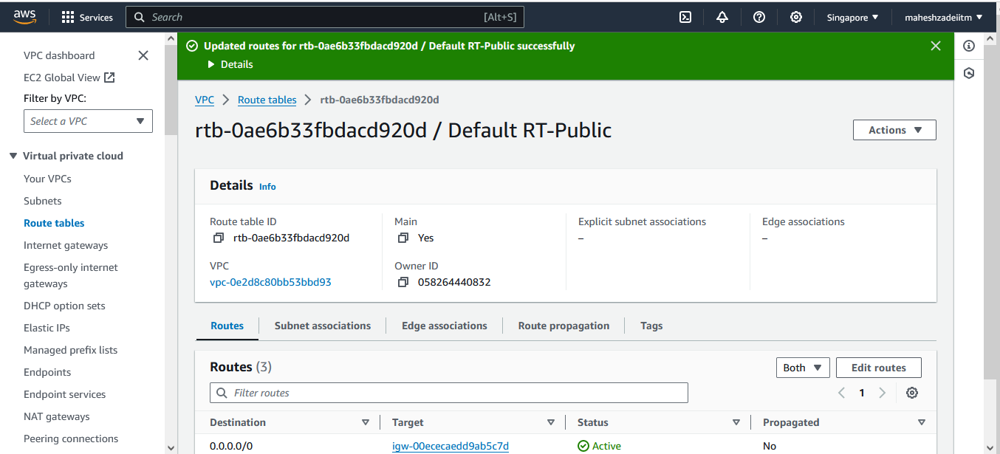 aws
Services
Search
[Alt+S]
Singapore
maheshzadeiitm
VPC dashboard
EC2 Global View
Filter by VPC:
Select a VPC
Virtual private cloud
Your VPCs
Subnets
Route tables
Internet gateways
Egress-only internet
gateways
DHCP option sets
Elastic IPs
Managed prefix lists
Endpoints
Endpoint services
NAT gateways
Peering connections
Updated routes for rtb-0ae6b33fbdacd920d / Default RT-Public successfully
Details
VPC
Route tables
rtb-0ae6b33fbdacd920d
rtb-0ae6b33fbdacd920d / Default RT-Public
Actions
Details Info
Route table ID
rtb-0ae6b33fbdacd920d
Main
Yes
Explicit subnet associations
–
Edge associations
–
VPC
vpc-0e2d8c80bb53bbd93
Owner ID
058264440832
Routes
Subnet associations
Edge associations
Route propagation
Tags
Routes (3)
Both
Edit routes
Filter routes
1
Destination
Target
Status
Propagated
0.0.0.0/0
igw-00ececaedd9ab5c7d
Active
No